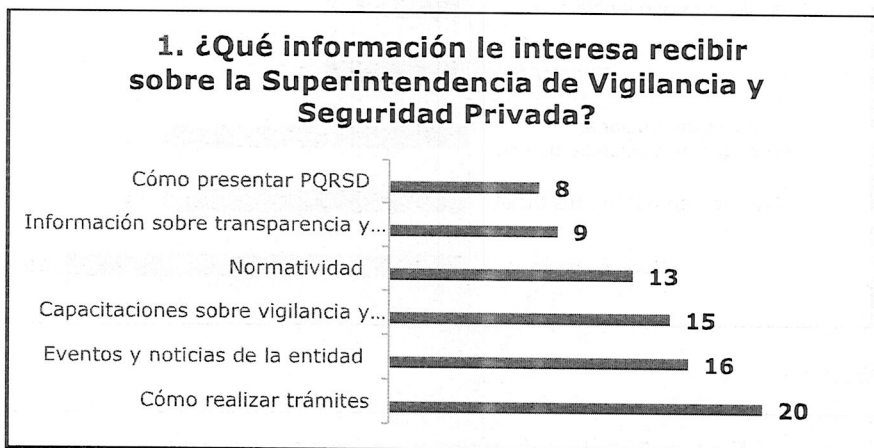 1. ¿Qué información le interesa recibir
sobre la Superintendencia de Vigilancia y
Seguridad Privada?
Cómo presentar PQRSD 8
Información sobre transparencia y... 9
Normatividad 13
Capacitaciones sobre vigilancia y... 15
Eventos y noticias de la entidad 16
Cómo realizar trámites 20